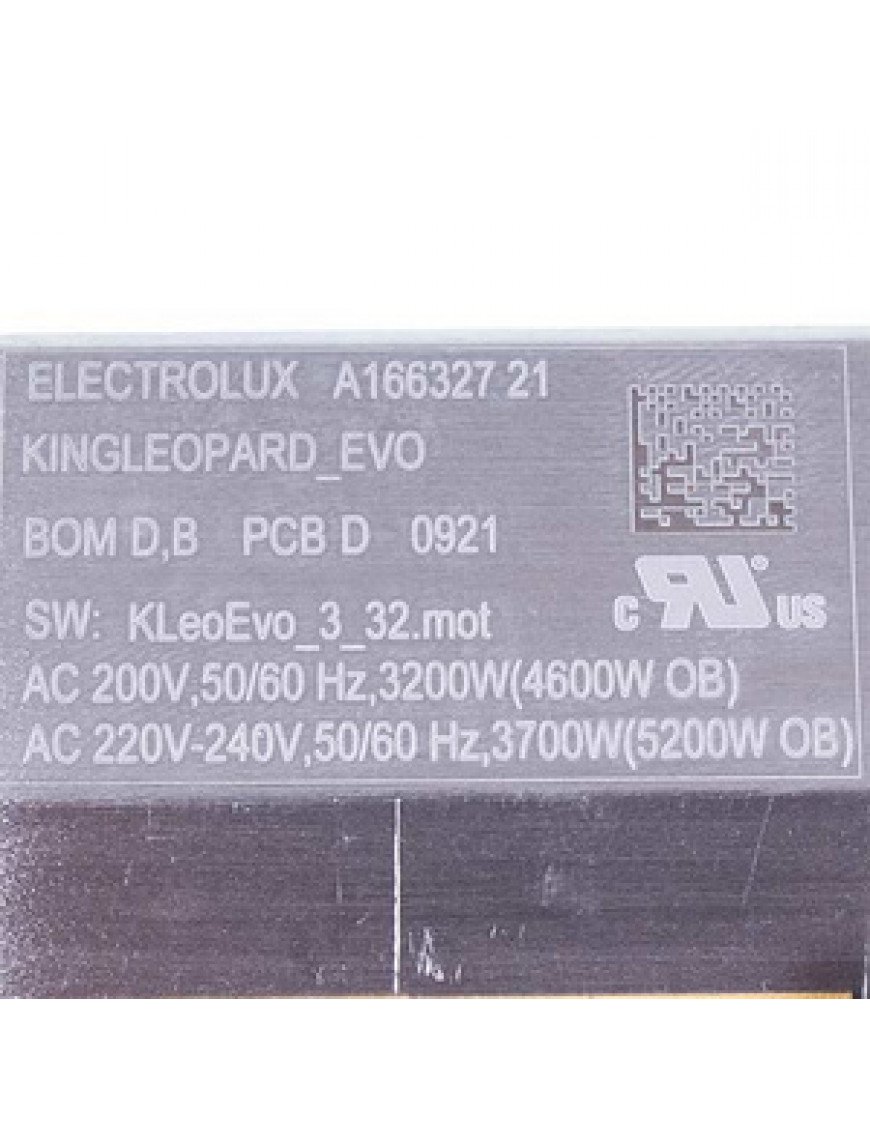 ELECTROLUX A166327 21
KINGLEOPARD_EVO
BOM D,B PCB D 0921
SW: KLeoEvo_3_32.mot
C RU US
AC 200V,50/60 Hz,3200W(4600W OB)
AC 220V-240V,50/60 Hz,3700W(5200W OB)